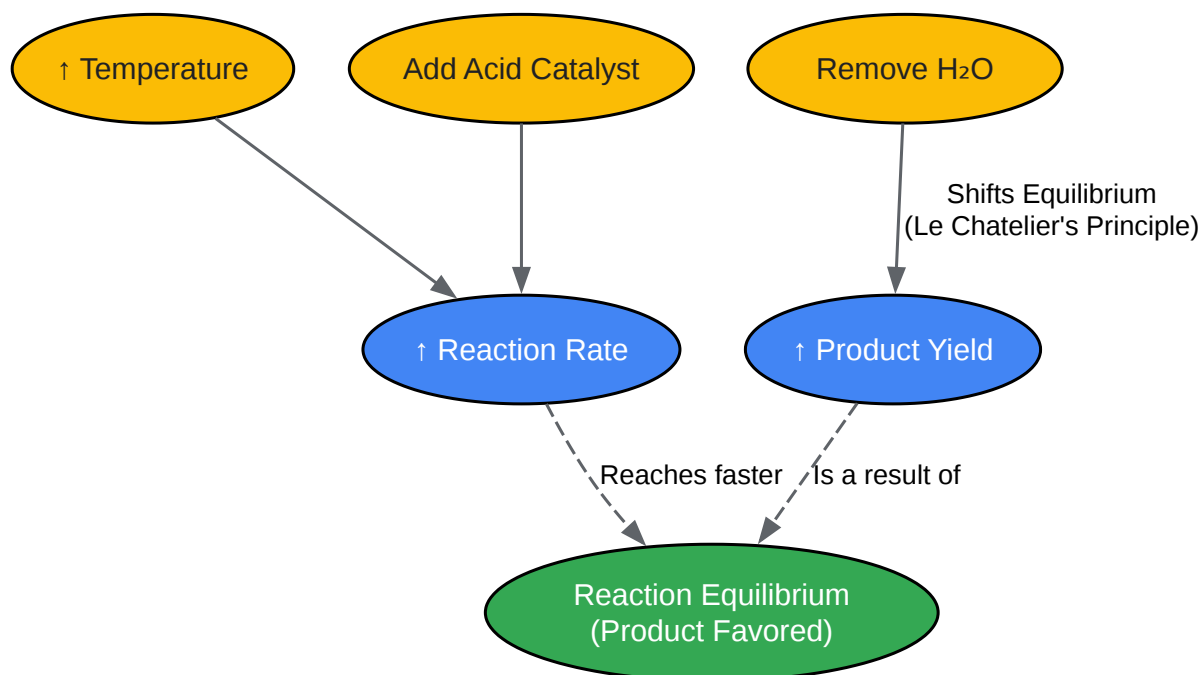 ↑ Temperature
Add Acid Catalyst
Remove H₂O
Shifts Equilibrium
(Le Chatelier's Principle)
↑ Reaction Rate
↑ Product Yield
Reaches faster
Is a result of
Reaction Equilibrium
(Product Favored)